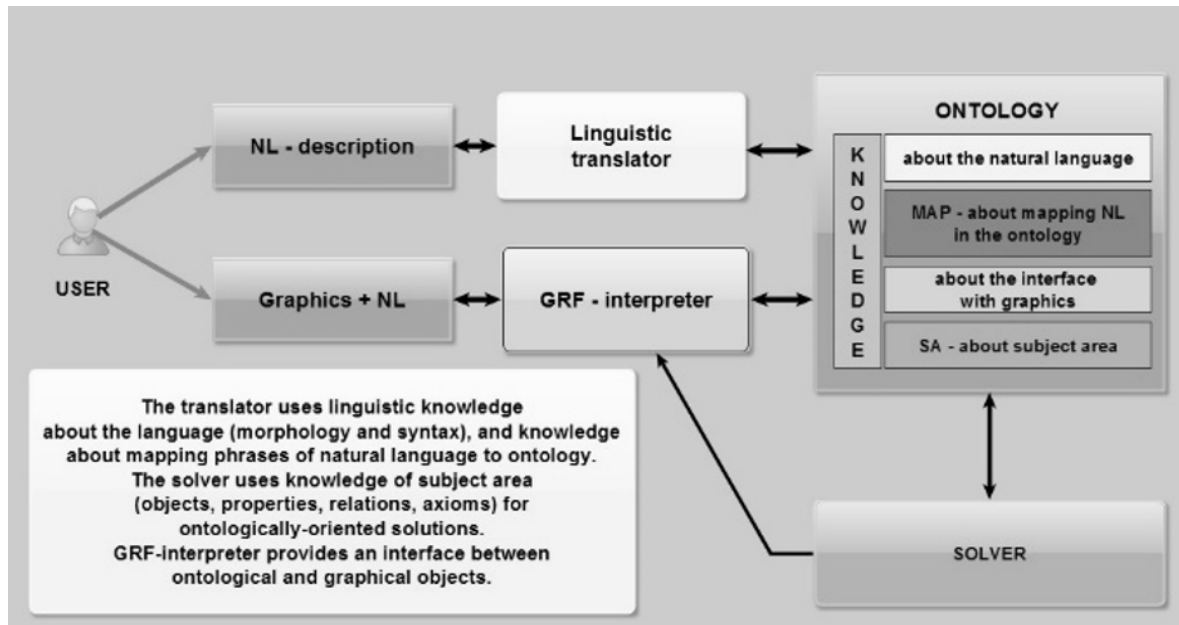 ONTOLOGY
NL - description
Linguistic
translator
KNOWLEDGE
about the natural language
MAP - about mapping NL
in the ontology
USER
Graphics + NL
GRF - interpreter
about the interface
with graphics
SA - about subject area
The translator uses linguistic knowledge
about the language (morphology and syntax), and knowledge
about mapping phrases of natural language to ontology.
The solver uses knowledge of subject area
(objects, properties, relations, axioms) for
ontologically-oriented solutions.
GRF-interpreter provides an interface between
ontological and graphical objects.
SOLVER